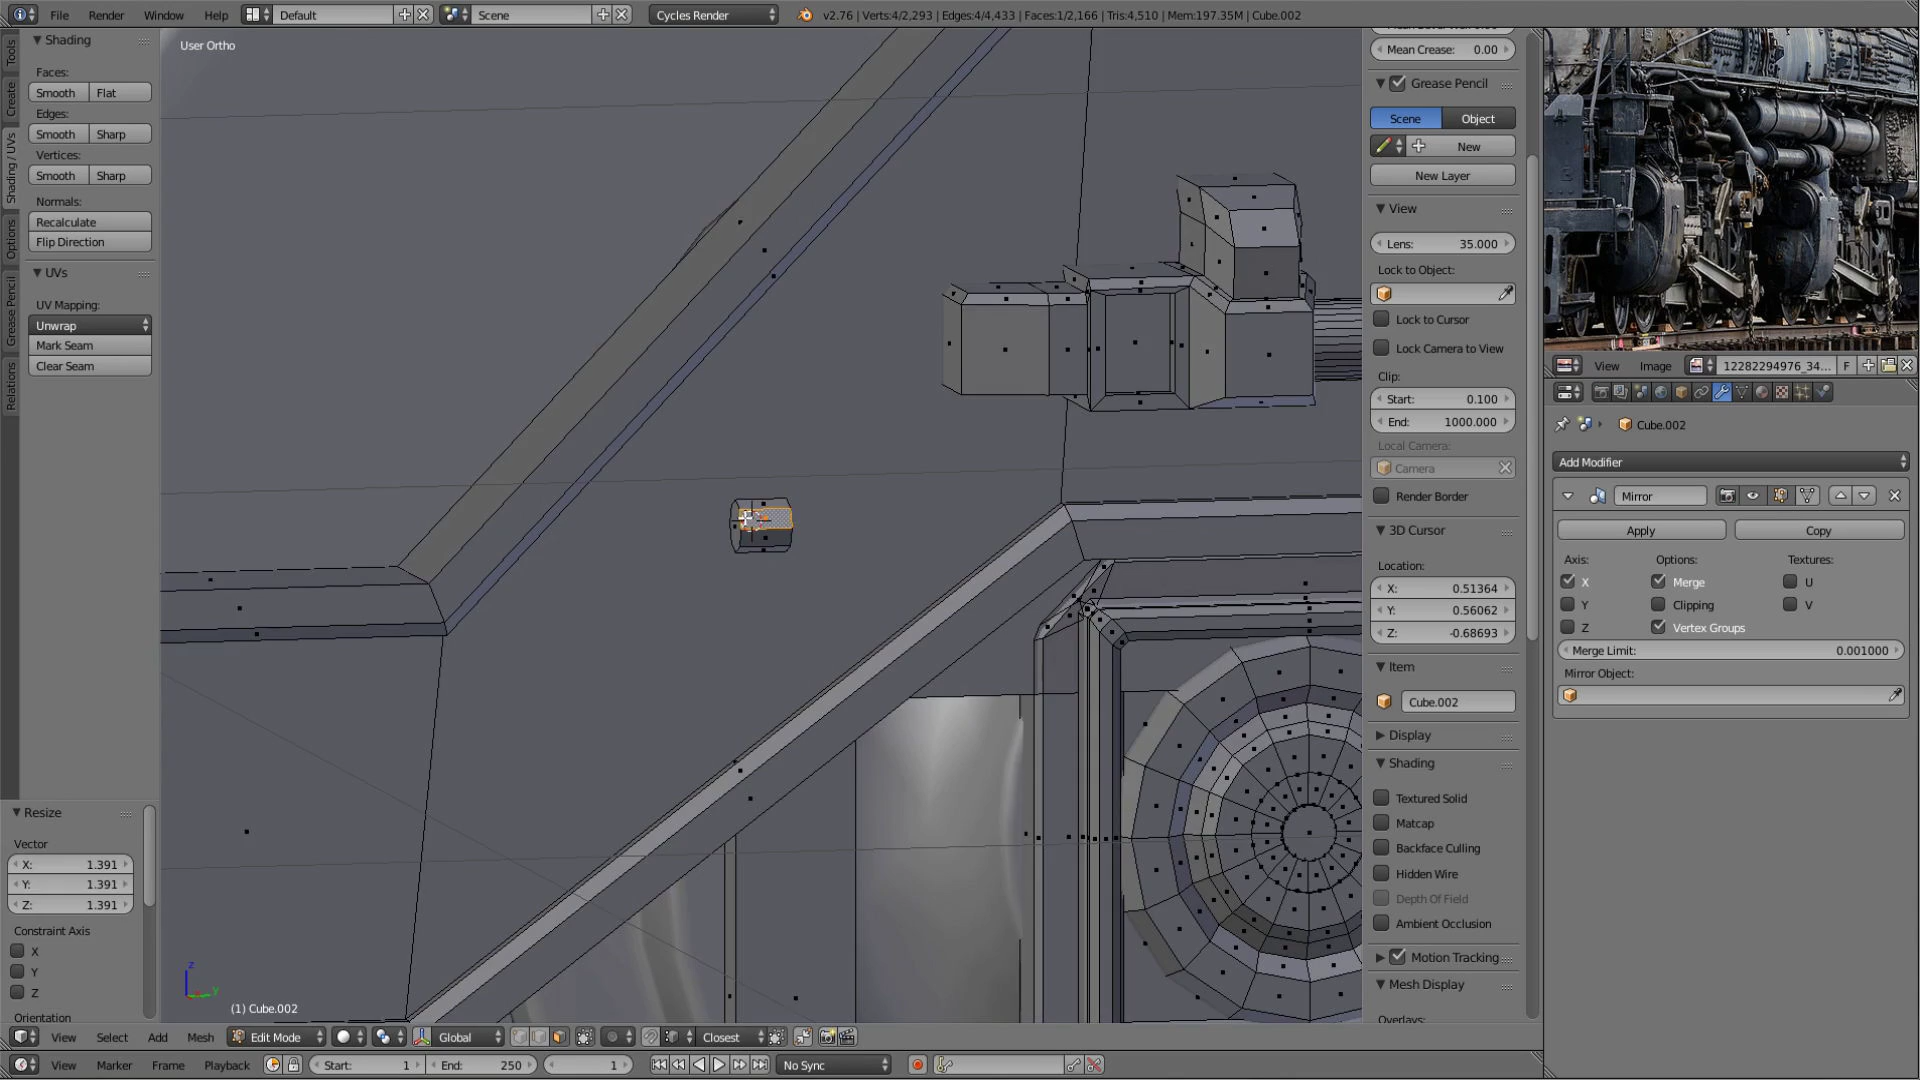 File Render Window Help Default Scene Cycles Render v2.76 | Verts:4/2,293 | Edges:4/4,433 | Faces:1/2,166 | Tris:4,510 | Mem:197.35M | Cube.002
Tools
Create
Shading / UVs
Options
Grease Pencil
Relations
Shading
Faces:
Smooth Flat
Edges:
Smooth Sharp
Vertices:
Smooth Sharp
Normals:
Recalculate
Flip Direction
UVs
UV Mapping:
Unwrap
Mark Seam
Clear Seam
Resize
Vector
X: 1.391
Y: 1.391
Z: 1.391
Constraint Axis
X
Y
Z
Orientation
User Ortho
z
y
(1) Cube.002
Mean Crease: 0.00
Grease Pencil
Scene Object
New
New Layer
View
Lens: 35.000
Lock to Object:
Lock to Cursor
Lock Camera to View
Clip:
Start: 0.100
End: 1000.000
Local Camera:
Camera
Render Border
3D Cursor
Location:
X: 0.51364
Y: 0.56062
Z: -0.68693
Item
Cube.002
Display
Shading
Textured Solid
Matcap
Backface Culling
Hidden Wire
Depth Of Field
Ambient Occlusion
Motion Tracking
Mesh Display
Overlays:
View Image 12282294976_34... F
Cube.002
Add Modifier
Mirror
Apply Copy
Axis: Options: Textures:
X Merge U
Y Clipping V
Z Vertex Groups
Merge Limit: 0.001000
Mirror Object:
View Select Add Mesh Edit Mode Global Closest
View Marker Frame Playback Start: 1 End: 250 1 No Sync